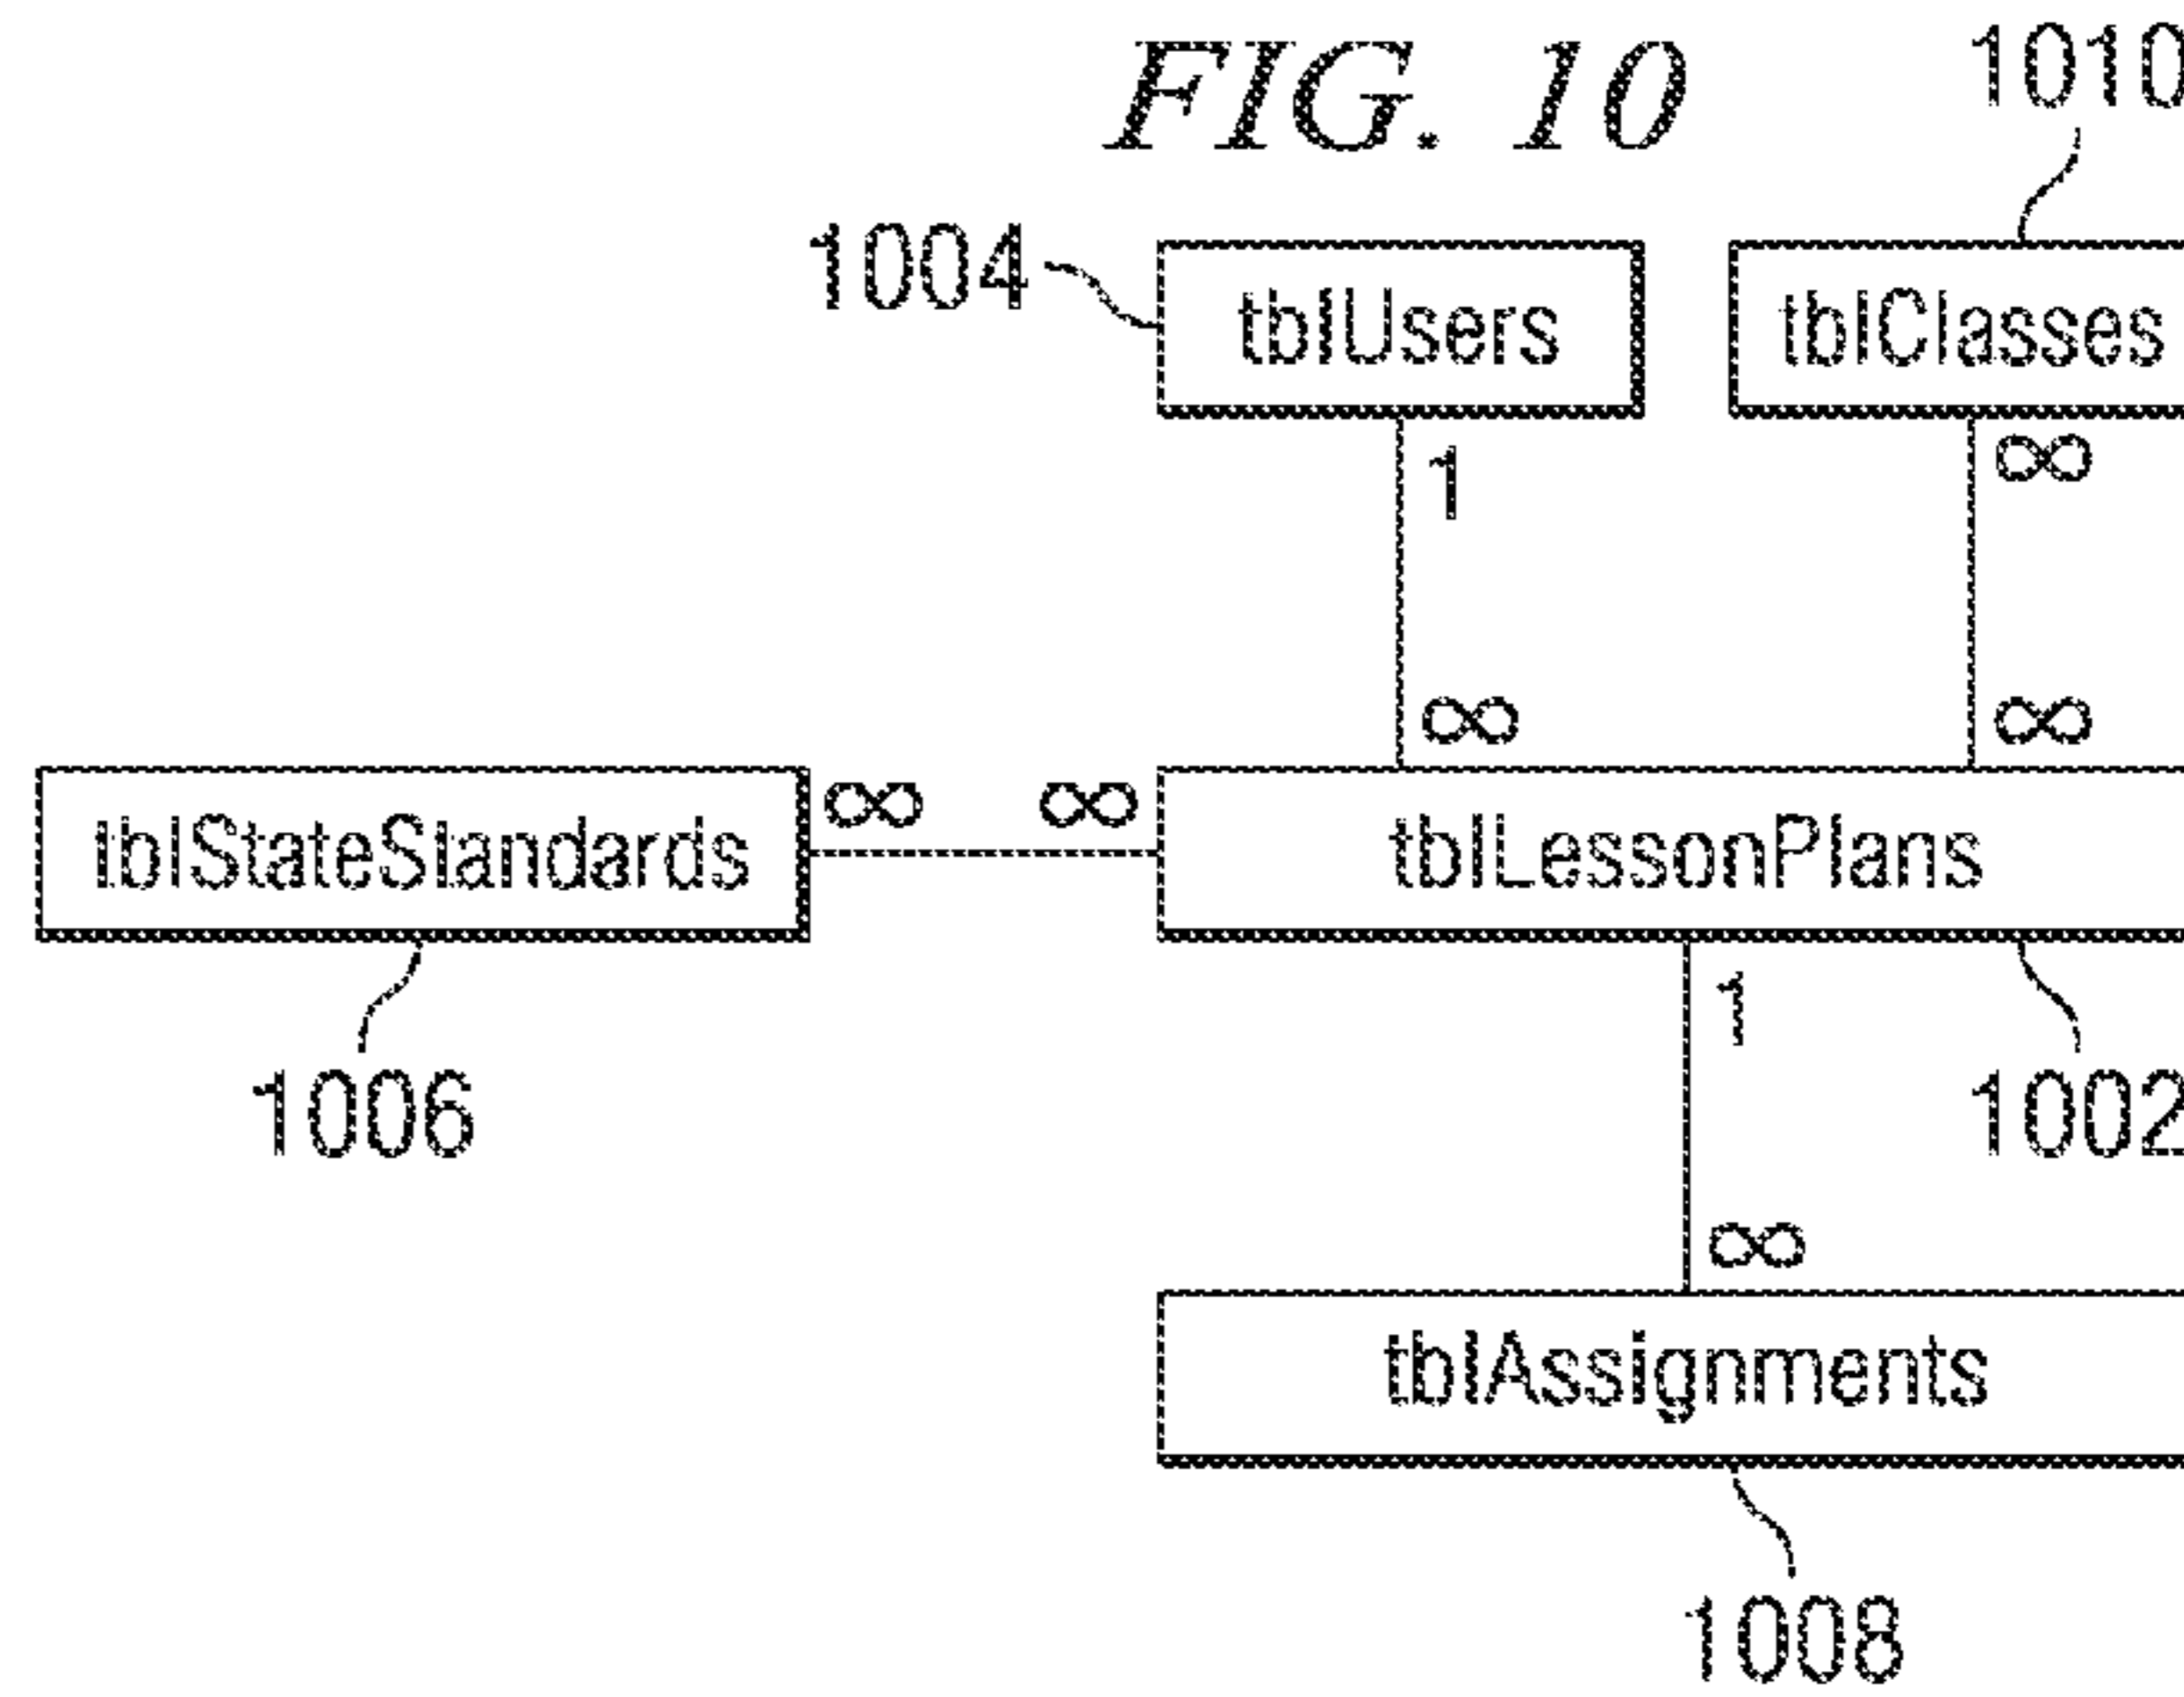 FIG. 10
1010
1004
tblUsers
tblClasses
1
∞
∞
∞
∞
∞
tblStateStandards
tblLessonPlans
1
1006
1002
∞
tblAssignments
1008